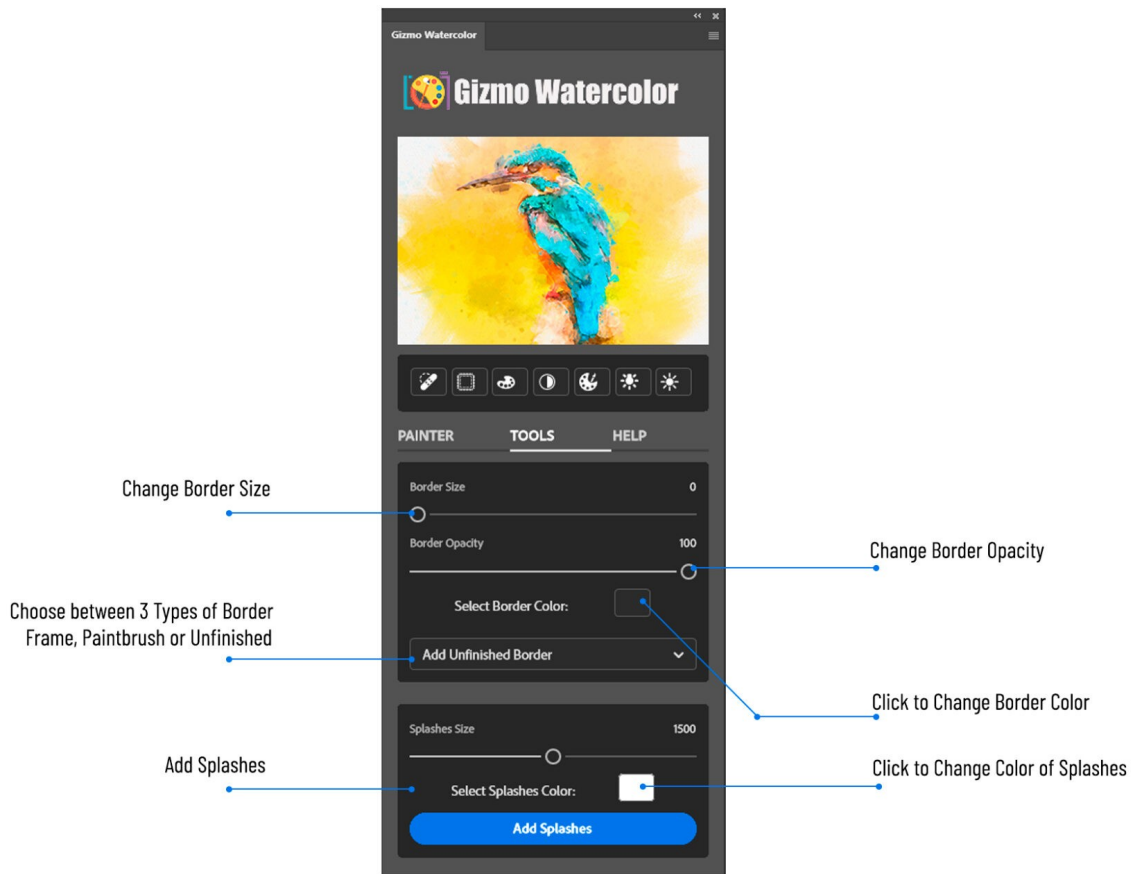 Gizmo Watercolor
Gizmo Watercolor
PAINTER TOOLS HELP
Border Size 0
Change Border Size
Border Opacity 100
Change Border Opacity
Select Border Color:
Choose between 3 Types of Border
Frame, Paintbrush or Unfinished
Add Unfinished Border
Click to Change Border Color
Splashes Size 1500
Add Splashes
Click to Change Color of Splashes
Select Splashes Color:
Add Splashes